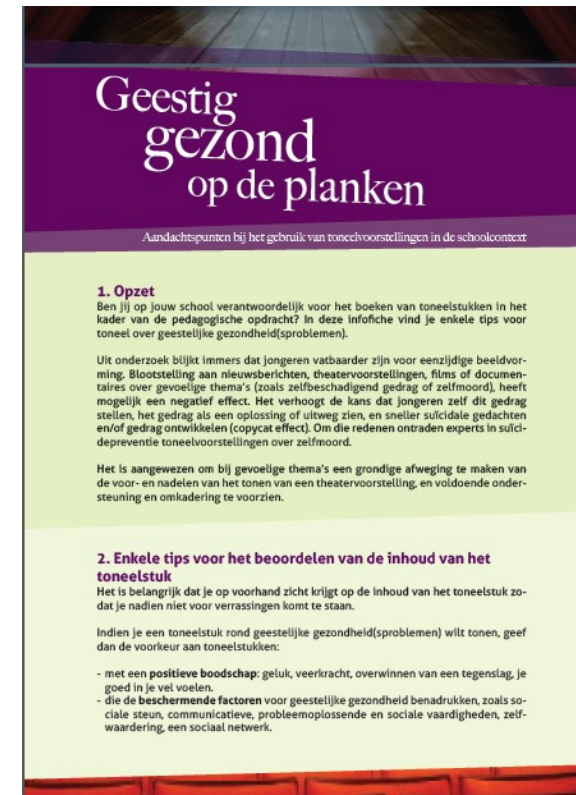 Geestig
gezond
op de planken
Aandachtspunten bij het gebruik van toneelvoorstellingen in de schoolcontext
1. Opzet
Ben jij op jouw school verantwoordelijk voor het boeken van toneelstukken in het
kader van de pedagogische opdracht? In deze infofiche vind je enkele tips voor
toneel over geestelijke gezondheid(sproblemen).
Uit onderzoek blijkt immers dat jongeren vatbaarder zijn voor eenzijdige beeldvor-
ming. Blootstelling aan nieuwsberichten, theatervoorstellingen, films of documen-
taires over gevoelige thema's (zoals zelfbeschadigend gedrag of zelfmoord), heeft
mogelijk een negatief effect. Het verhoogt de kans dat jongeren zelf dit gedrag
stellen, het gedrag als een oplossing of uitweg zien, en sneller suïcidale gedachten
en/of gedrag ontwikkelen (copycat effect). Om die redenen ontraden experts in suïci-
depreventie toneelvoorstellingen over zelfmoord.
Het is aangewezen om bij gevoelige thema's een grondige afweging te maken van
de voor- en nadelen van het tonen van een theatervoorstelling, en voldoende onder-
steuning en omkadering te voorzien.
2. Enkele tips voor het beoordelen van de inhoud van het
toneelstuk
Het is belangrijk dat je op voorhand zicht krijgt op de inhoud van het toneelstuk zo-
dat je nadien niet voor verrassingen komt te staan.
Indien je een toneelstuk rond geestelijke gezondheid(sproblemen) wilt tonen, geef
dan de voorkeur aan toneelstukken:
- met een positieve boodschap: geluk, veerkracht, overwinnen van een tegenslag, je
goed in je vel voelen.
- die de beschermende factoren voor geestelijke gezondheid benadrukken, zoals so-
ciale steun, communicatieve, probleemoplossende en sociale vaardigheden, zelf-
waardering, een sociaal netwerk.